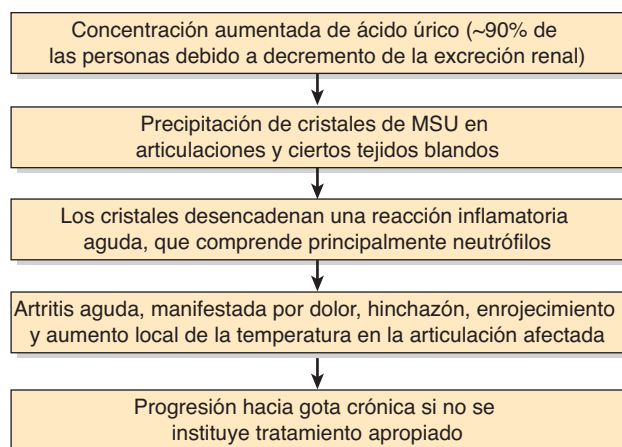 Concentración aumentada de ácido úrico (~90% de
las personas debido a decremento de la excreción renal)
Precipitación de cristales de MSU en
articulaciones y ciertos tejidos blandos
Los cristales desencadenan una reacción inflamatoria
aguda, que comprende principalmente neutrófilos
Artritis aguda, manifestada por dolor, hinchazón, enrojecimiento
y aumento local de la temperatura en la articulación afectada
Progresión hacia gota crónica si no se
instituye tratamiento apropiado